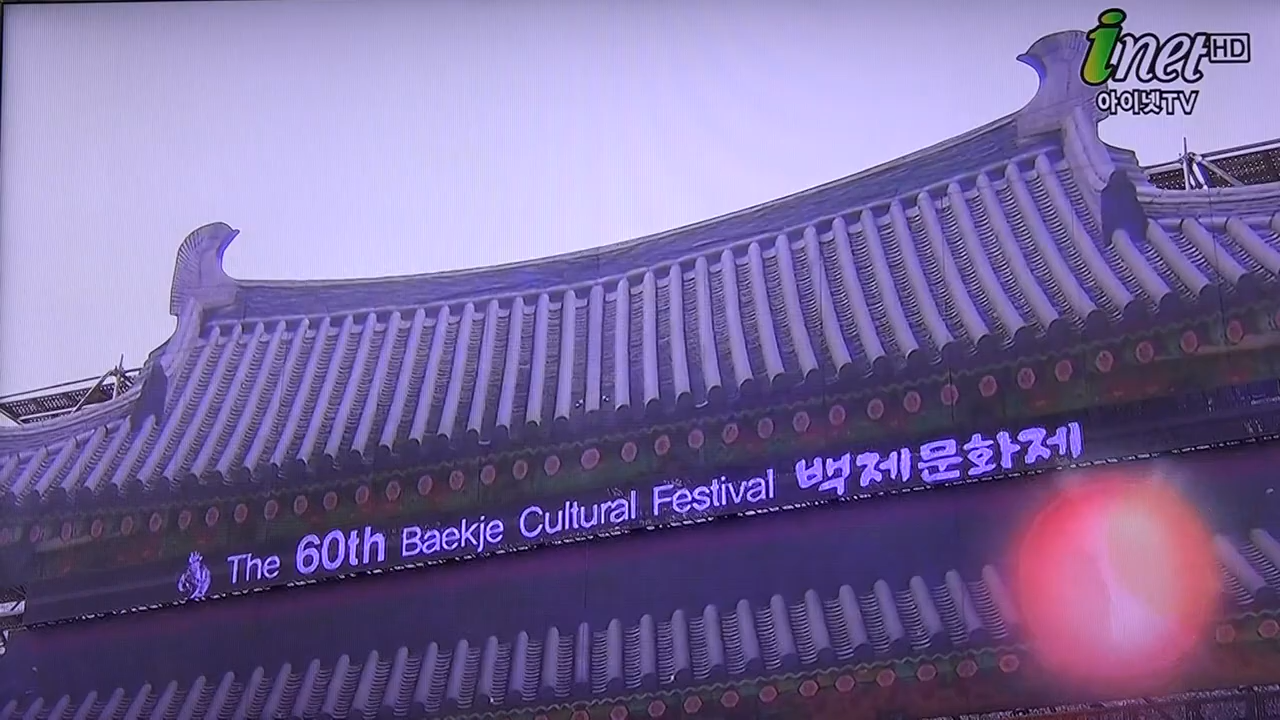 inet HD
아이넷TV
The 60th Baekje Cultural Festival 백제문화제